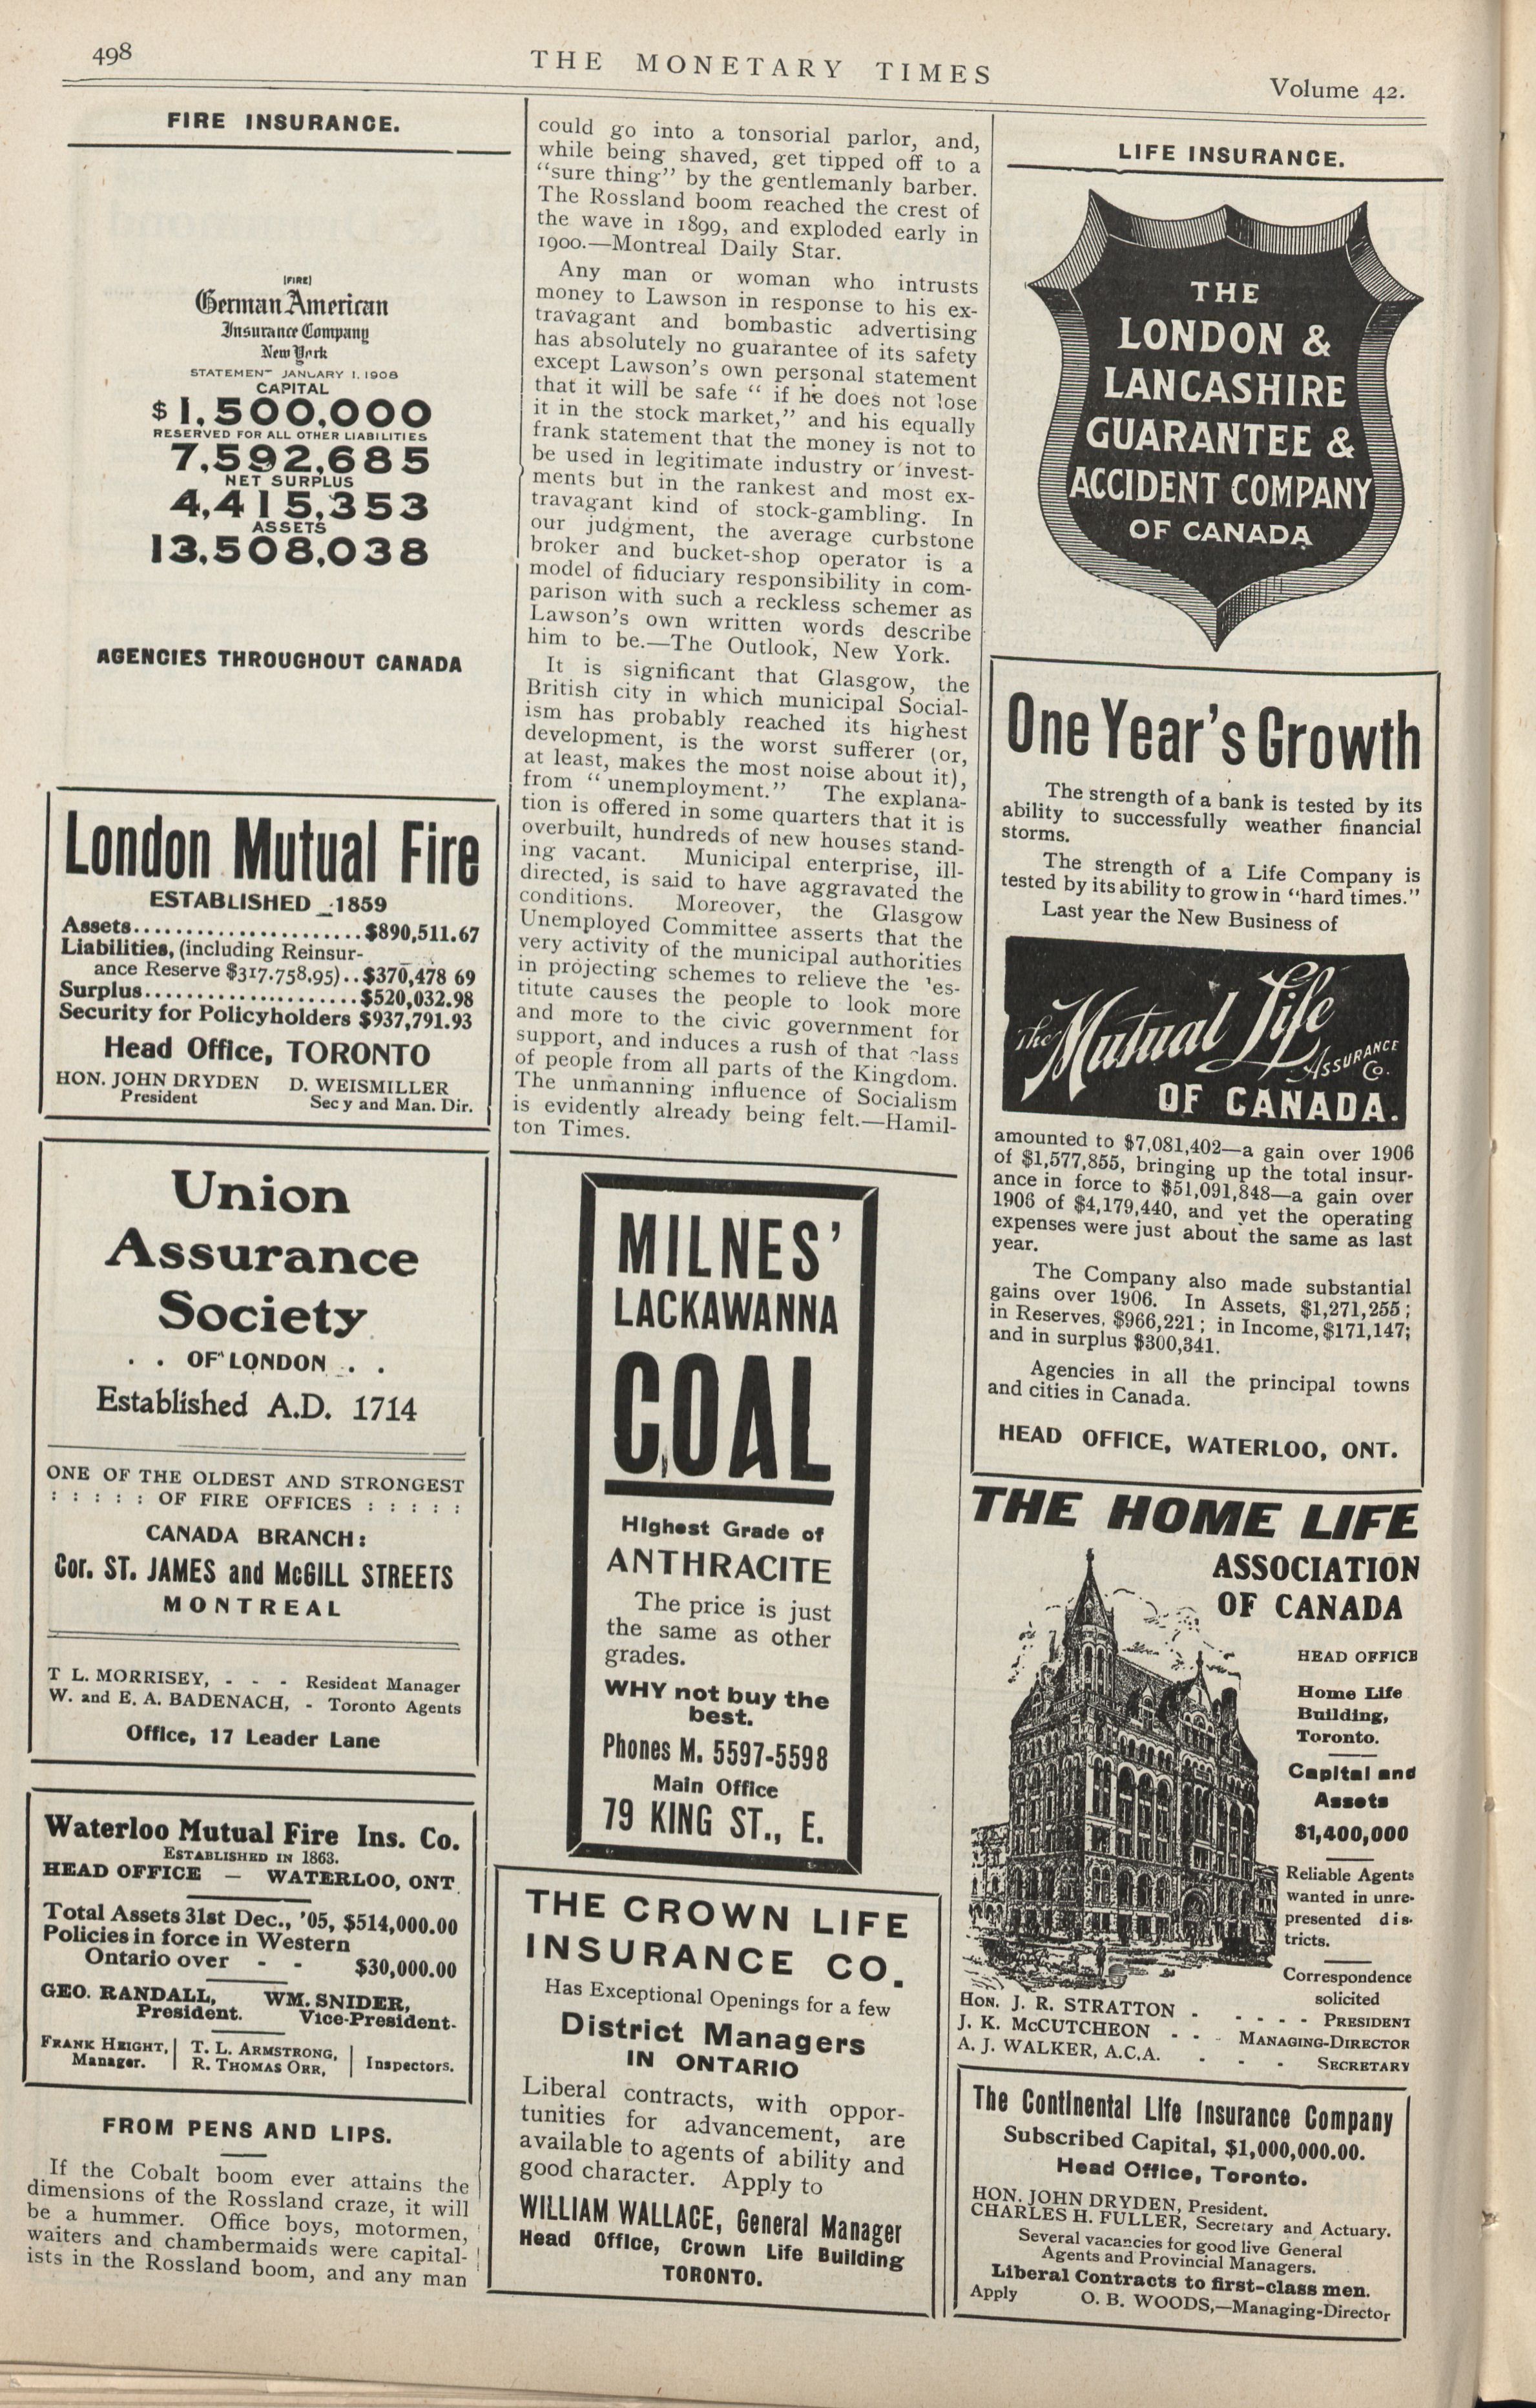 498
THE MONETARY TIMES
Volume 42.
FIRE INSURANCE.
(FIRE)
German American
Insurance Company
New York
STATEMENT JANUARY 1, 1908
CAPITAL
$1,500,000
RESERVED FOR ALL OTHER LIABILITIES
7,592,685
NET SURPLUS
4,415,353
ASSETS
13,508,038
AGENCIES THROUGHOUT CANADA
London Mutual Fire
ESTABLISHED 1859
Assets.......................$890,511.67
Liabilities, (including Reinsur-
ance Reserve $317.758,95)..$370,478 69
Surplus.....................$520,032.98
Security for Policyholders $937,791.93
Head Office, TORONTO
HON. JOHN DRYDEN D. WEISMILLER
President Sec y and Man. Dir.
Union
Assurance
Society
. . OF LONDON . .
Established A.D. 1714
ONE OF THE OLDEST AND STRONGEST
: : : : : OF FIRE OFFICES : : : : :
CANADA BRANCH:
Cor. ST. JAMES and McGILL STREETS
MONTREAL
T L. MORRISEY, - - - Resident Manager
W. and E. A. BADENACH, - Toronto Agents
Office, 17 Leader Lane
Waterloo Mutual Fire Ins. Co.
ESTABLISHED IN 1863.
HEAD OFFICE — WATERLOO, ONT.
Total Assets 31st Dec., '05, $514,000.00
Policies in force in Western
Ontario over - - $30,000.00
GEO. RANDALL, WM. SNIDER,
President. Vice-President.
FRANK HEIGHT, T. L. ARMSTRONG,
Manager. R. THOMAS ORR, Inspectors.
FROM PENS AND LIPS.
If the Cobalt boom ever attains the
dimensions of the Rossland craze, it will
be a hummer. Office boys, motormen,
waiters and chambermaids were capital-
ists in the Rossland boom, and any man
could go into a tonsorial parlor, and,
while being shaved, get tipped off to a
"sure thing" by the gentlemanly barber.
The Rossland boom reached the crest of
the wave in 1899, and exploded early in
1900.—Montreal Daily Star.
Any man or woman who intrusts
money to Lawson in response to his ex-
travagant and bombastic advertising
has absolutely no guarantee of its safety
except Lawson's own personal statement
that it will be safe " if he does not lose
it in the stock market," and his equally
frank statement that the money is not to
be used in legitimate industry or invest-
ments but in the rankest and most ex-
travagant kind of stock-gambling. In
our judgment, the average curbstone
broker and bucket-shop operator is a
model of fiduciary responsibility in com-
parison with such a reckless schemer as
Lawson's own written words describe
him to be.—The Outlook, New York.
It is significant that Glasgow, the
British city in which municipal Social-
ism has probably reached its highest
development, is the worst sufferer (or,
at least, makes the most noise about it),
from " unemployment." The explana-
tion is offered in some quarters that it is
overbuilt, hundreds of new houses stand-
ing vacant. Municipal enterprise, ill-
directed, is said to have aggravated the
conditions. Moreover, the Glasgow
Unemployed Committee asserts that the
very activity of the municipal authorities
in projecting schemes to relieve the 'es-
titute causes the people to look more
and more to the civic government for
support, and induces a rush of that class
of people from all parts of the Kingdom.
The unmanning influence of Socialism
is evidently already being felt.—Hamil-
ton Times.
MILNES'
LACKAWANNA
COAL
Highest Grade of
ANTHRACITE
The price is just
the same as other
grades.
WHY not buy the
best.
Phones M. 5597-5598
Main Office
79 KING ST., E.
THE CROWN LIFE
INSURANCE CO.
Has Exceptional Openings for a few
District Managers
IN ONTARIO
Liberal contracts, with oppor-
tunities for advancement, are
available to agents of ability and
good character. Apply to
WILLIAM WALLACE, General Manager
Head Office, Crown Life Building
TORONTO.
LIFE INSURANCE.
THE
LONDON &
LANCASHIRE
GUARANTEE &
ACCIDENT COMPANY
OF CANADA
One Year's Growth
The strength of a bank is tested by its
ability to successfully weather financial
storms.
The strength of a Life Company is
tested by its ability to grow in "hard times."
Last year the New Business of
The Mutual Life
ASSURANCE
Co.
OF CANADA.
amounted to $7,081,402—a gain over 1906
of $1,577,855, bringing up the total insur-
ance in force to $51,091,848—a gain over
1906 of $4,179,440, and yet the operating
expenses were just about the same as last
year.
The Company also made substantial
gains over 1906. In Assets, $1,271,255;
in Reserves, $966,221; in Income, $171,147;
and in surplus $300,341.
Agencies in all the principal towns
and cities in Canada.
HEAD OFFICE, WATERLOO, ONT.
THE HOME LIFE
ASSOCIATION
OF CANADA
HEAD OFFICE
Home Life
Building,
Toronto.
Capital and
Assets
$1,400,000
Reliable Agents
wanted in unre-
presented dis-
tricts.
Correspondence
solicited
HON. J. R. STRATTON - - - - - PRESIDENT
J. K. McCUTCHEON - - - MANAGING-DIRECTOR
A. J. WALKER, A.C.A. - - - SECRETARY
The Continental Life Insurance Company
Subscribed Capital, $1,000,000.00.
Head Office, Toronto.
HON. JOHN DRYDEN, President.
CHARLES H. FULLER, Secretary and Actuary.
Several vacancies for good live General
Agents and Provincial Managers.
Liberal Contracts to first-class men.
Apply O. B. WOODS,—Managing-Director